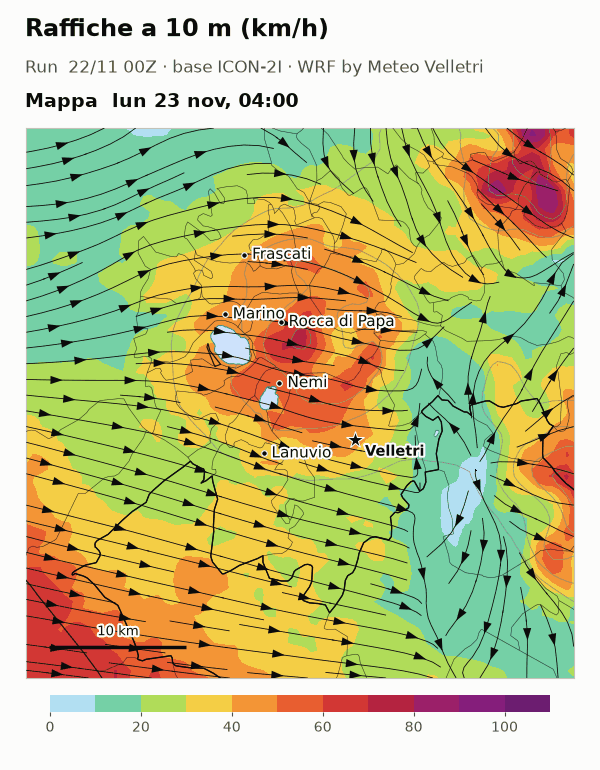 Raffiche a 10 m (km/h)
Run  22/11 00Z · base ICON-2I · WRF by Meteo Velletri
Mappa  lun 23 nov, 04:00
Frascati
Marino
Rocca di Papa
Nemi
Velletri
Lanuvio
10 km
0 20 40 60 80 100